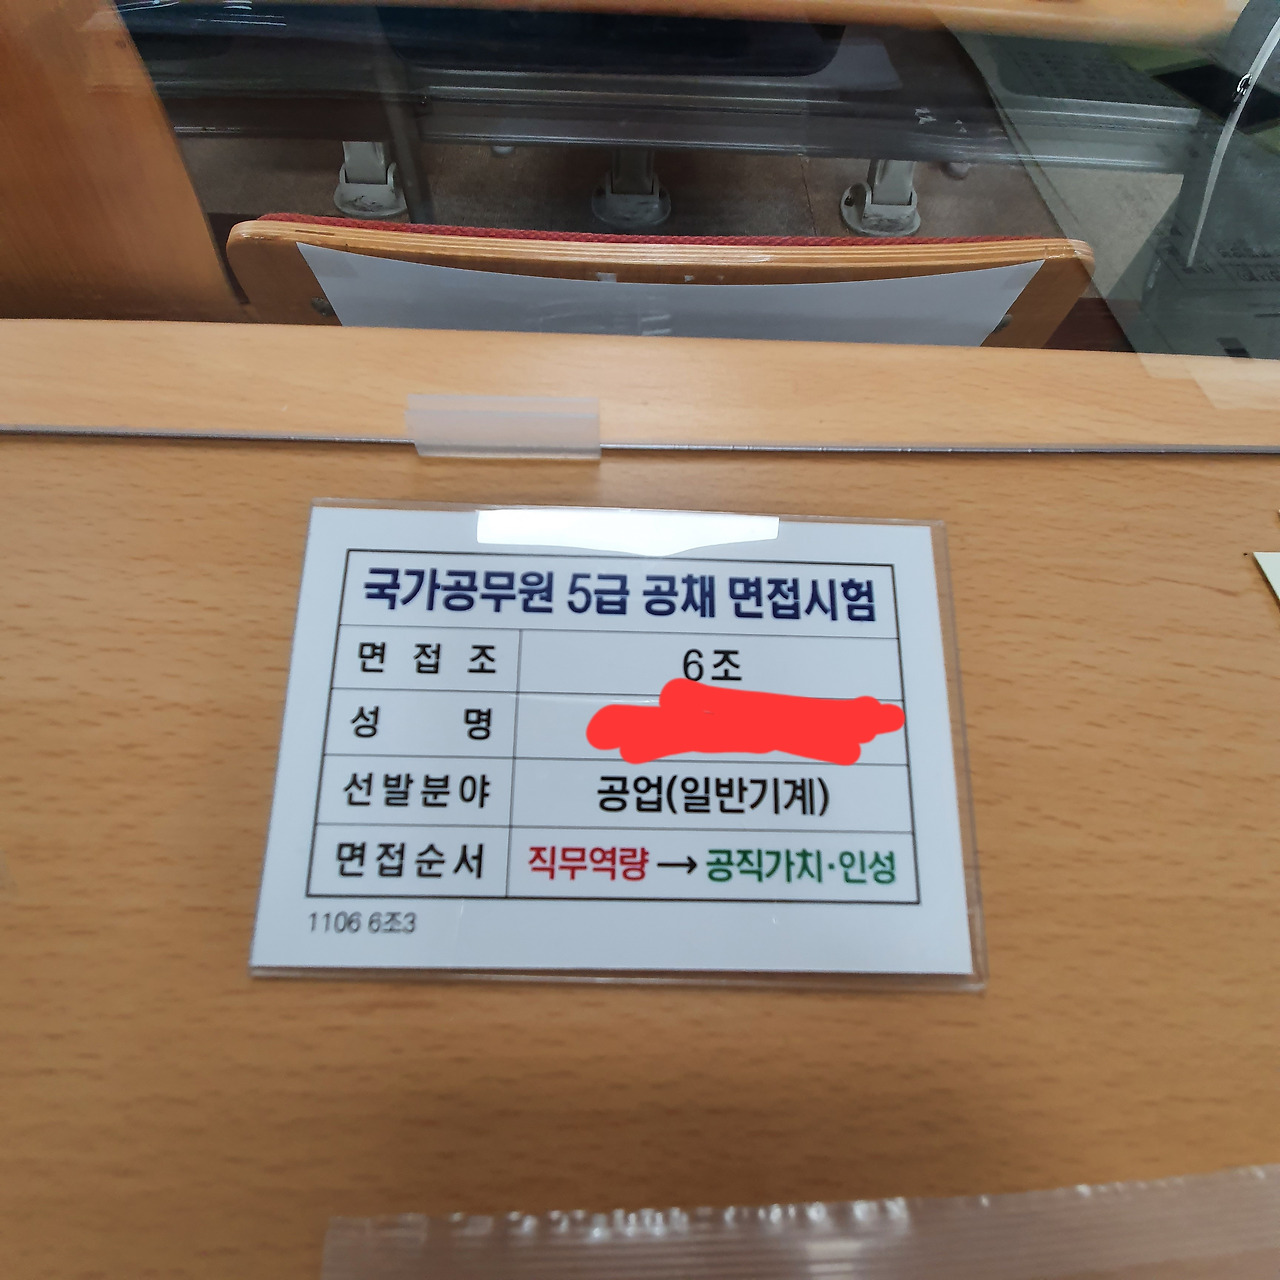 국가공무원 5급 공채 면접시험
면접조 6조
성명
선발분야 공업(일반기계)
면접순서 직무역량 → 공직가치·인성
1106 6조3